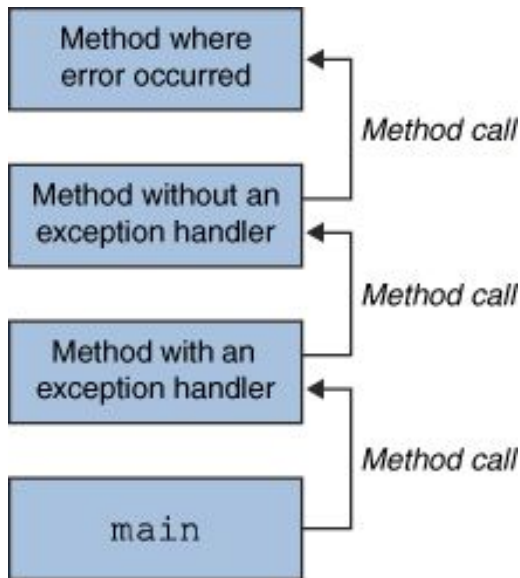 Method where
error occurred
Method call
Method without an
exception handler
Method call
Method with an
exception handler
Method call
main